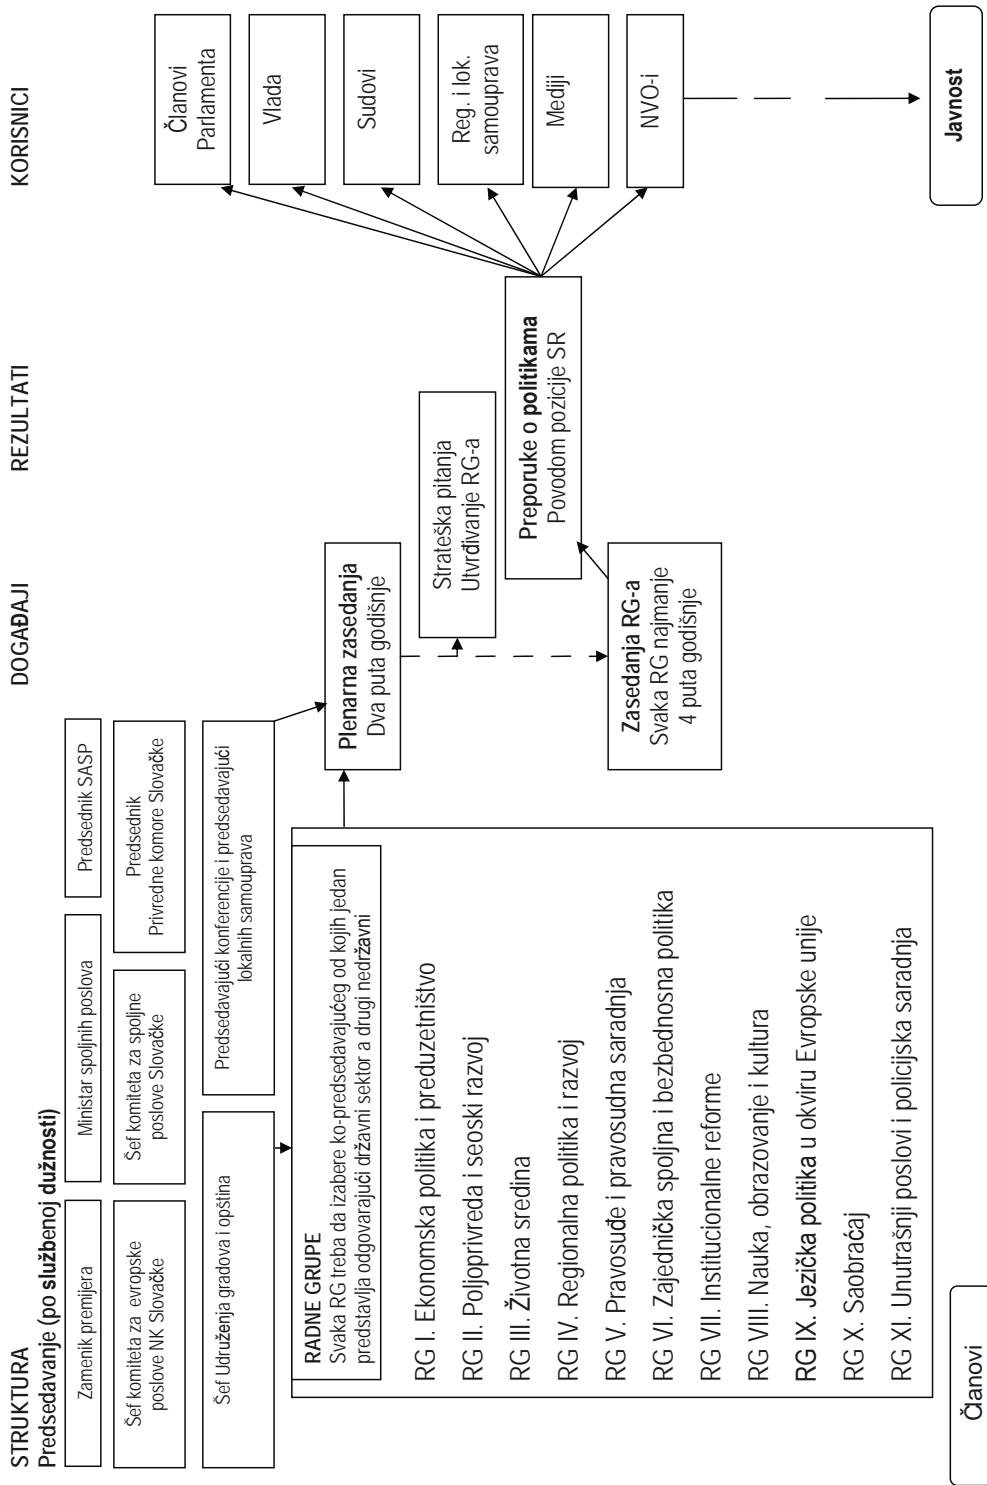 STRUKTURA
Predsedavanje (po službenoj dužnosti)
Zamenik premijera
Ministar spoljnih poslova
Predsednik SASP
Šef komiteta za evropske
poslove NK Slovačke
Šef komiteta za spoljne
poslove Slovačke
Predsednik
Privredne komore Slovačke
Šef Udruženja gradova i opština
Predsedavajući konferencije i predsedavajući
lokalnih samouprava
RADNE GRUPE
Svaka RG treba da izabere ko-predsedavajućeg od kojih jedan
predstavlja odgovarajući državni sektor a drugi nedržavni
RG I. Ekonomska politika i preduzetništvo
RG II. Poljoprivreda i seoski razvoj
RG III. Životna sredina
RG IV. Regionalna politika i razvoj
RG V. Pravosuđe i pravosudna saradnja
RG VI. Zajednička spoljna i bezbednosna politika
RG VII. Institucionalne reforme
RG VIII. Nauka, obrazovanje i kultura
RG IX. Jezička politika u okviru Evropske unije
RG X. Saobraćaj
RG XI. Unutrašnji poslovi i policijska saradnja
Članovi
DOGAĐAJI
Plenarna zasedanja
Dva puta godišnje
Zasedanja RG-a
Svaka RG najmanje
4 puta godišnje
REZULTATI
Strateška pitanja
Utvrđivanje RG-a
Preporuke o politikama
Povodom pozicije SR
KORISNICI
Članovi
Parlamenta
Vlada
Sudovi
Reg. i lok.
samouprava
Mediji
NVO-i
Javnost